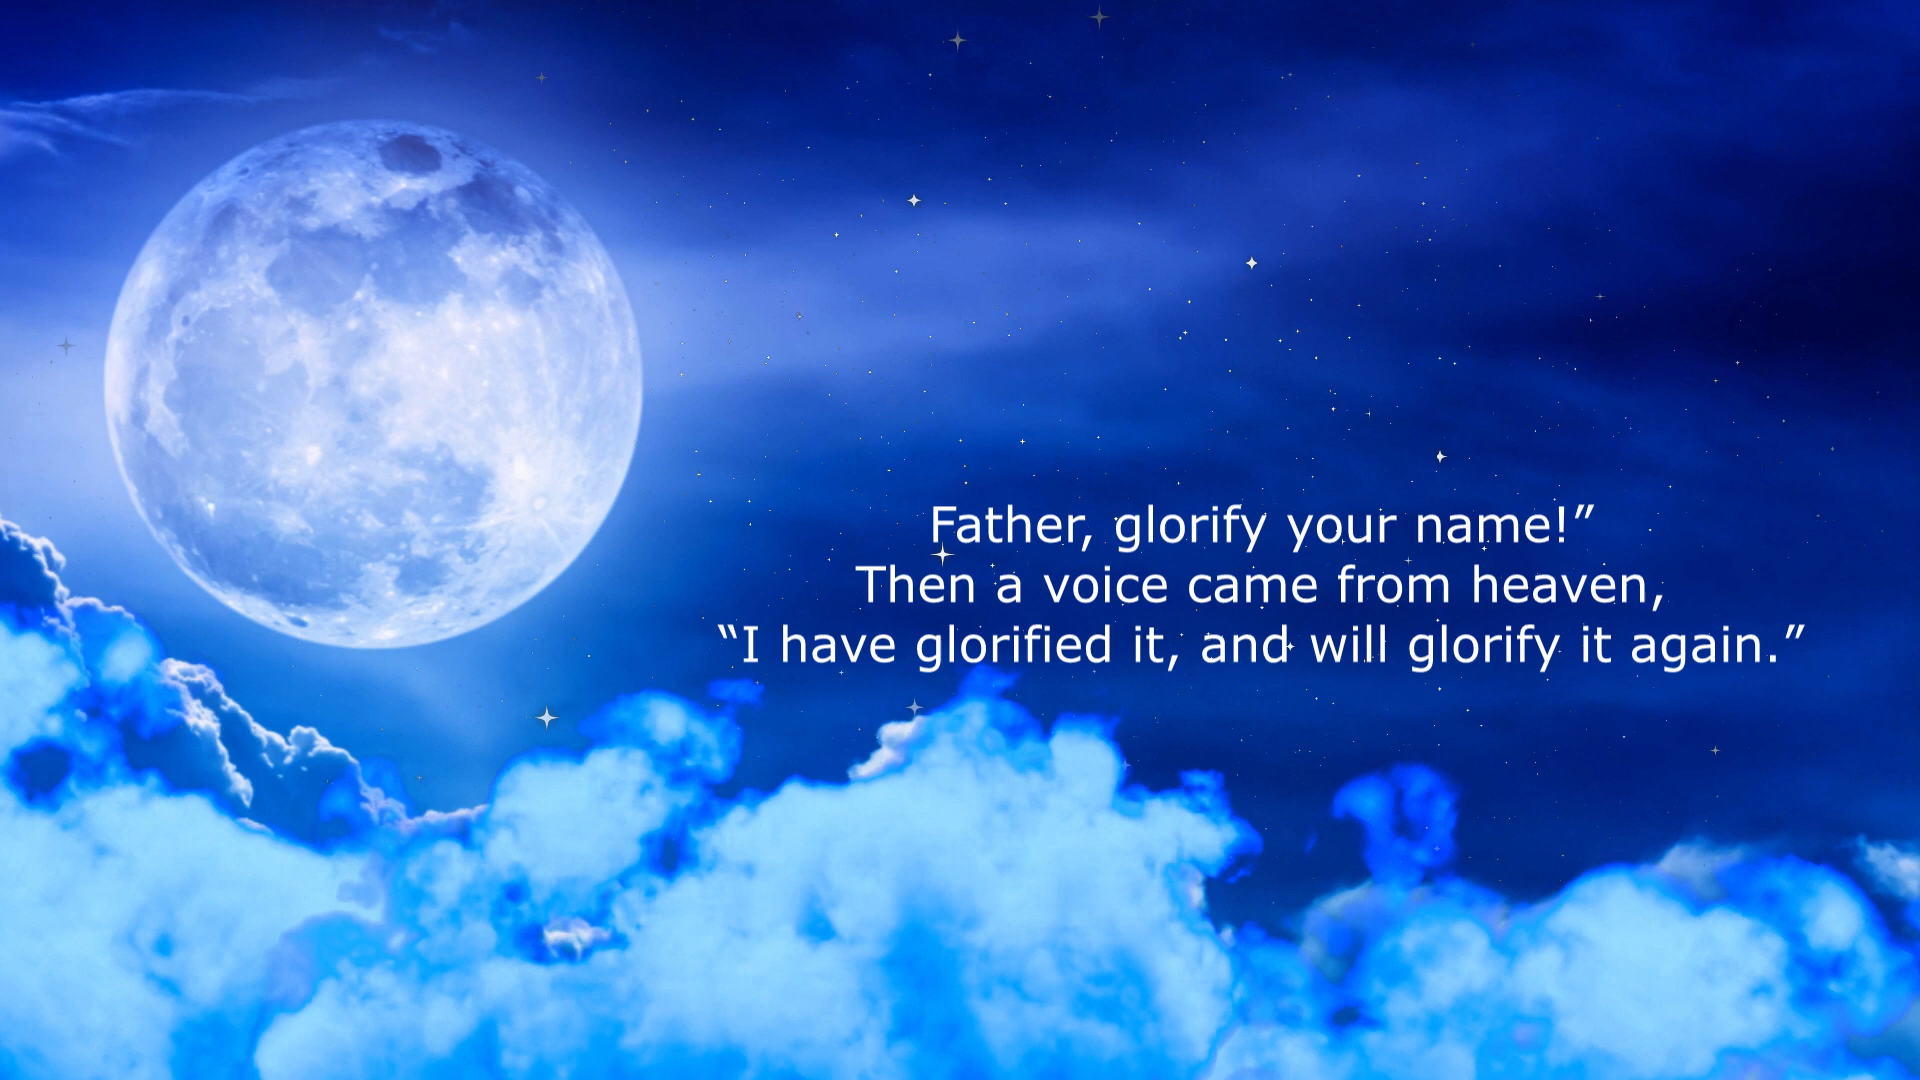 Father, glorify your name!”
Then a voice came from heaven,
“I have glorified it, and will glorify it again.”